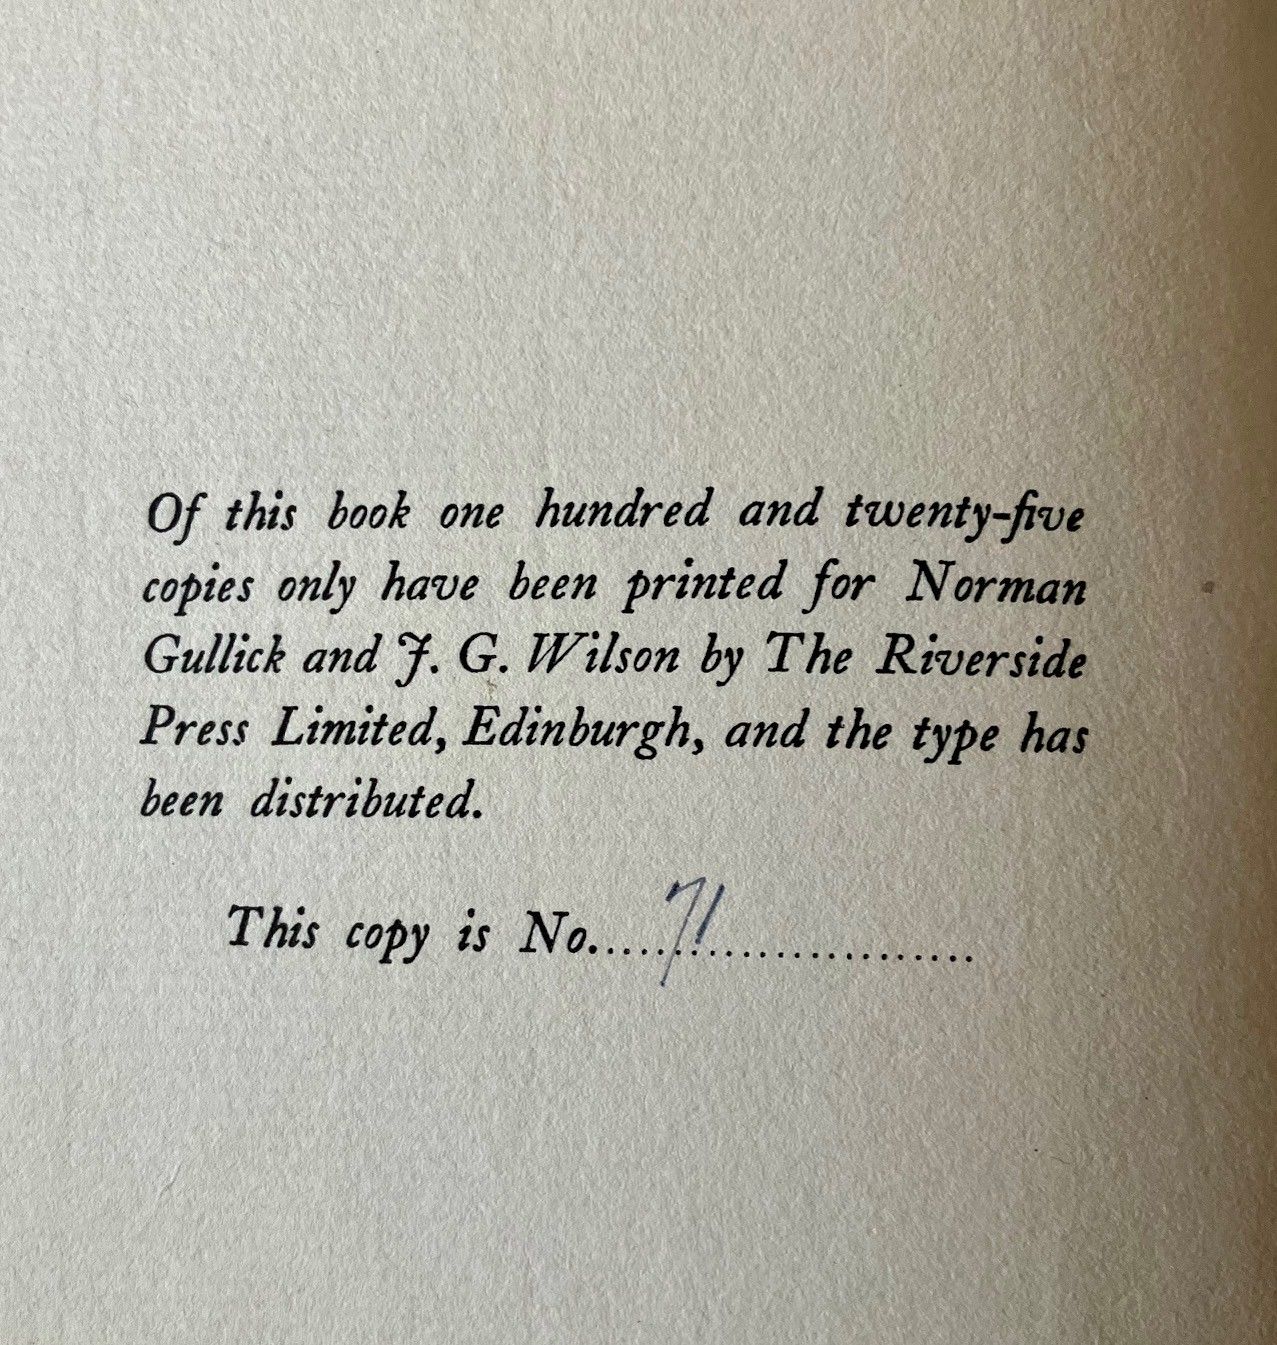 Of this book one hundred and twenty-five
copies only have been printed for Norman
Gullick and J. G. Wilson by The Riverside
Press Limited, Edinburgh, and the type has
been distributed.
This copy is No.....71......................